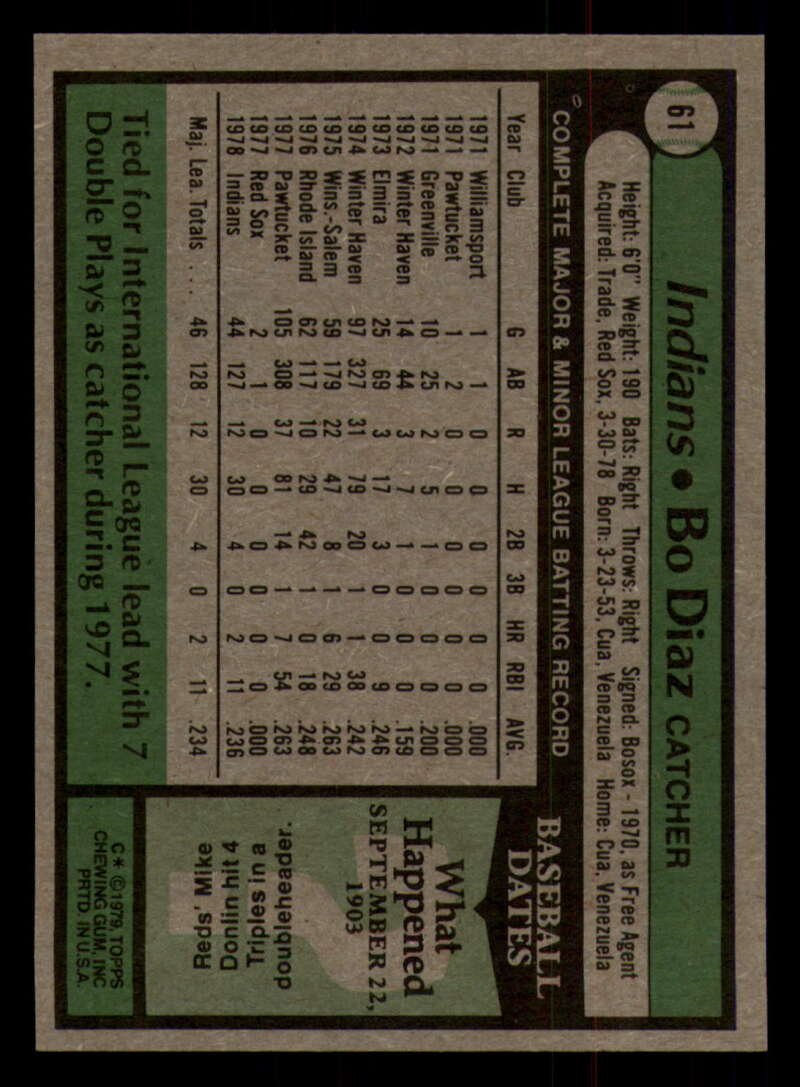 61
Indians • Bo Diaz CATCHER
Height: 6'0" Weight: 190 Bats: Right Throws: Right Signed: Bosox - 1970, as Free Agent
Acquired: Trade, Red Sox, 3-30-78 Born: 3-23-53, Cua, Venezuela Home: Cua, Venezuela
COMPLETE MAJOR & MINOR LEAGUE BATTING RECORD
Year Club G AB R H 2B 3B HR RBI AVG.
1971 Williamsport 1 1 0 0 0 0 0 0 .000
1971 Pawtucket 1 2 0 0 0 0 0 0 .000
1971 Greenville 10 25 2 5 1 0 0 0 .200
1972 Winter Haven 14 44 3 7 1 0 0 0 .159
1973 Elmira 25 69 3 17 3 0 0 9 .246
1974 Winter Haven 97 327 31 79 20 1 1 38 .242
1975 Wins.-Salem 59 179 22 47 8 1 6 29 .263
1976 Rhode Island 62 117 10 29 42 1 0 18 .248
1977 Pawtucket 105 308 37 81 14 1 7 54 .263
1977 Red Sox 2 1 0 0 0 0 0 0 .000
1978 Indians 44 127 12 30 4 0 2 11 .236
Maj. Lea. Totals . . . 46 128 12 30 4 0 2 11 .234
Tied for International League lead with 7
Double Plays as catcher during 1977.
BASEBALL
DATES
What
Happened
SEPTEMBER 22,
1903
Reds' Mike
Donlin hit 4
Triples in a
doubleheader.
C* ©1979, TOPPS
CHEWING GUM, INC
PRTD. IN U.S.A.